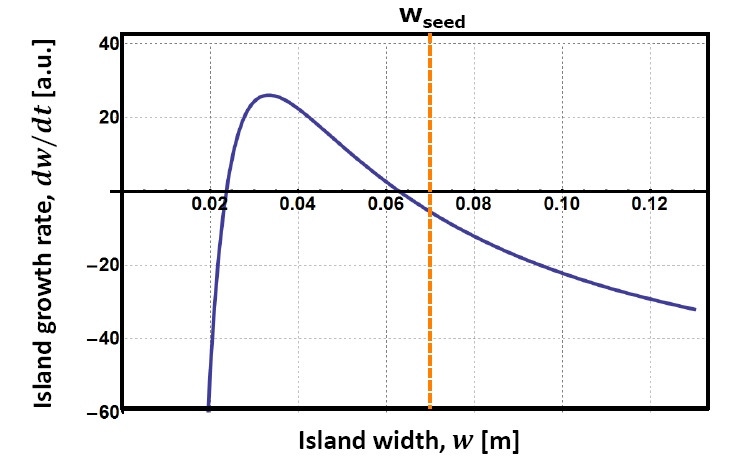 w_seed
40
20
0.02 0.04 0.06 0.08 0.10 0.12
−20
−40
−60
Island growth rate, dw/dt [a.u.]
Island width, w [m]